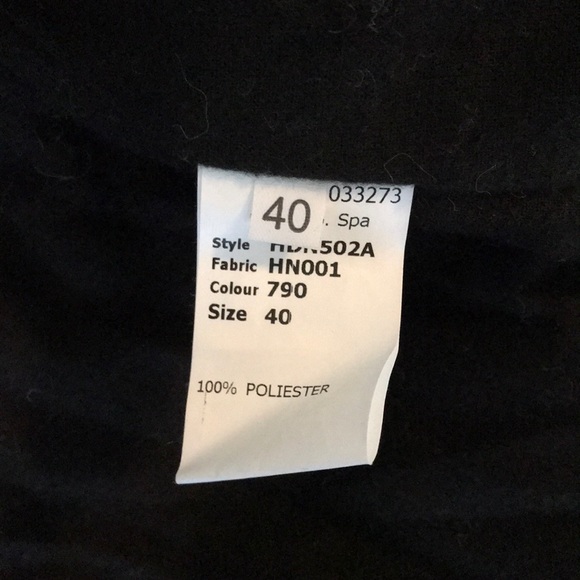 033273
40
. Spa
Style HDN502A
Fabric HN001
Colour 790
Size 40
100% POLIESTER